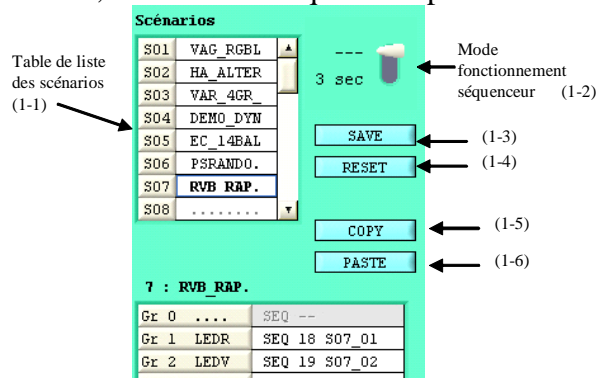 Scénarios
S01 VAG_RGBL
S02 HA_ALTER
S03 VAR_4GR_
S04 DEMO_DYN
S05 EC_14BAL
S06 PSRANDO.
S07 RVB RAP.
S08 ........
---
3 sec
Table de liste
des scénarios
(1-1)
Mode
fonctionnement
séquenceur (1-2)
SAVE (1-3)
RESET (1-4)
COPY (1-5)
PASTE (1-6)
7 : RVB_RAP.
Gr 0 .... SEQ --
Gr 1 LEDR SEQ 18 S07_01
Gr 2 LEDV SEQ 19 S07_02